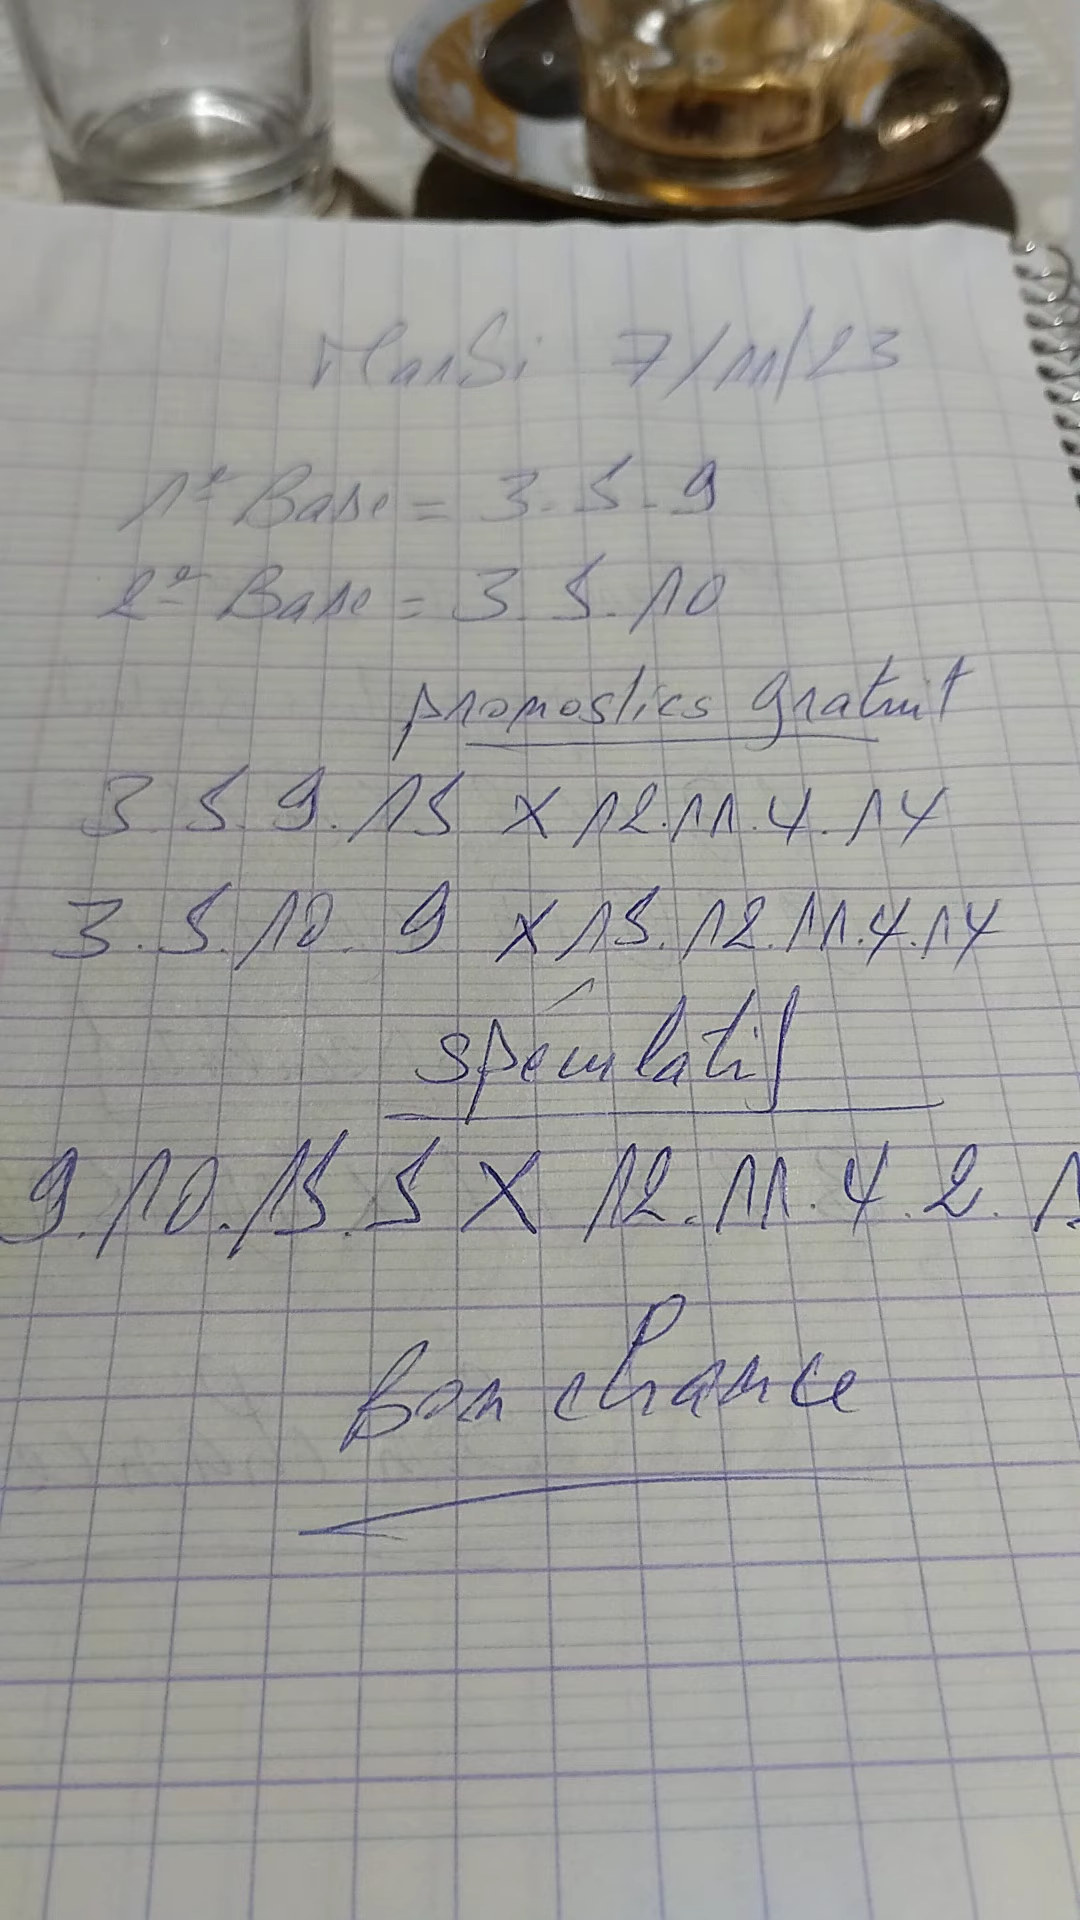 Mardi 7/11/23
1e Base = 3.5.9
2e Base = 3.5.10
pronostics gratuit
3.5.9.15 x 12.11.4.14
3.5.10.9 x 15.12.11.4.14
spéculatif
9.10.15.5 X 12.11.4.2.
Bon chance